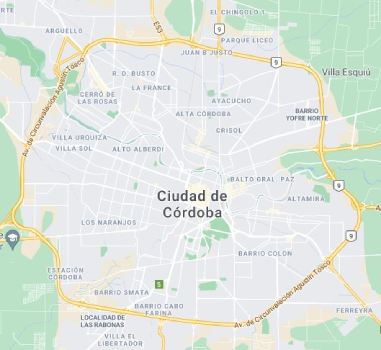 EL CHINGOLO 1
ARGUELLO
E53
PARQUE LICEO
JUAN B JUSTO
9
R. D. BUSTO
Villa Esquiú
LA FRANCE
CERRO DE
LAS ROSAS
AYACUCHO
ALTA CÓRDOBA
BARRIO
YOFRE NORTE
9
CRISOL
Av. de Circunvalación Agustín Tosco
VILLA URQUIZA
VILLA SOL
ALTO ALBERDI
BALTO GRAL PAZ
9
Ciudad de
Córdoba
ALTAMIRA
LOS NARANJOS
9
BARRIO COLON
ESTACIÓN
CÓRDOBA
Av. de Circunvalación Agustín Tosco
5
BARRIO SMATA
BARRIO CABO
FARINA
LOCALIDAD DE
LAS RABONAS
FERREYRA
VILLA EL
LIBERTADOR